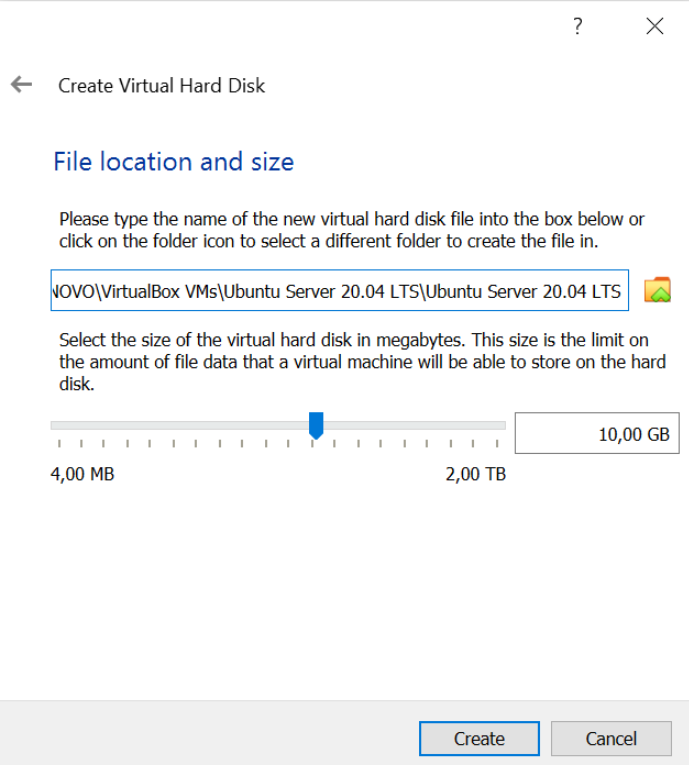 ?
Create Virtual Hard Disk
File location and size
Please type the name of the new virtual hard disk file into the box below or
click on the folder icon to select a different folder to create the file in.
NOVO\VirtualBox VMs\Ubuntu Server 20.04 LTS\Ubuntu Server 20.04 LTS
Select the size of the virtual hard disk in megabytes. This size is the limit on
the amount of file data that a virtual machine will be able to store on the hard
disk.
10,00 GB
4,00 MB 2,00 TB
Create Cancel